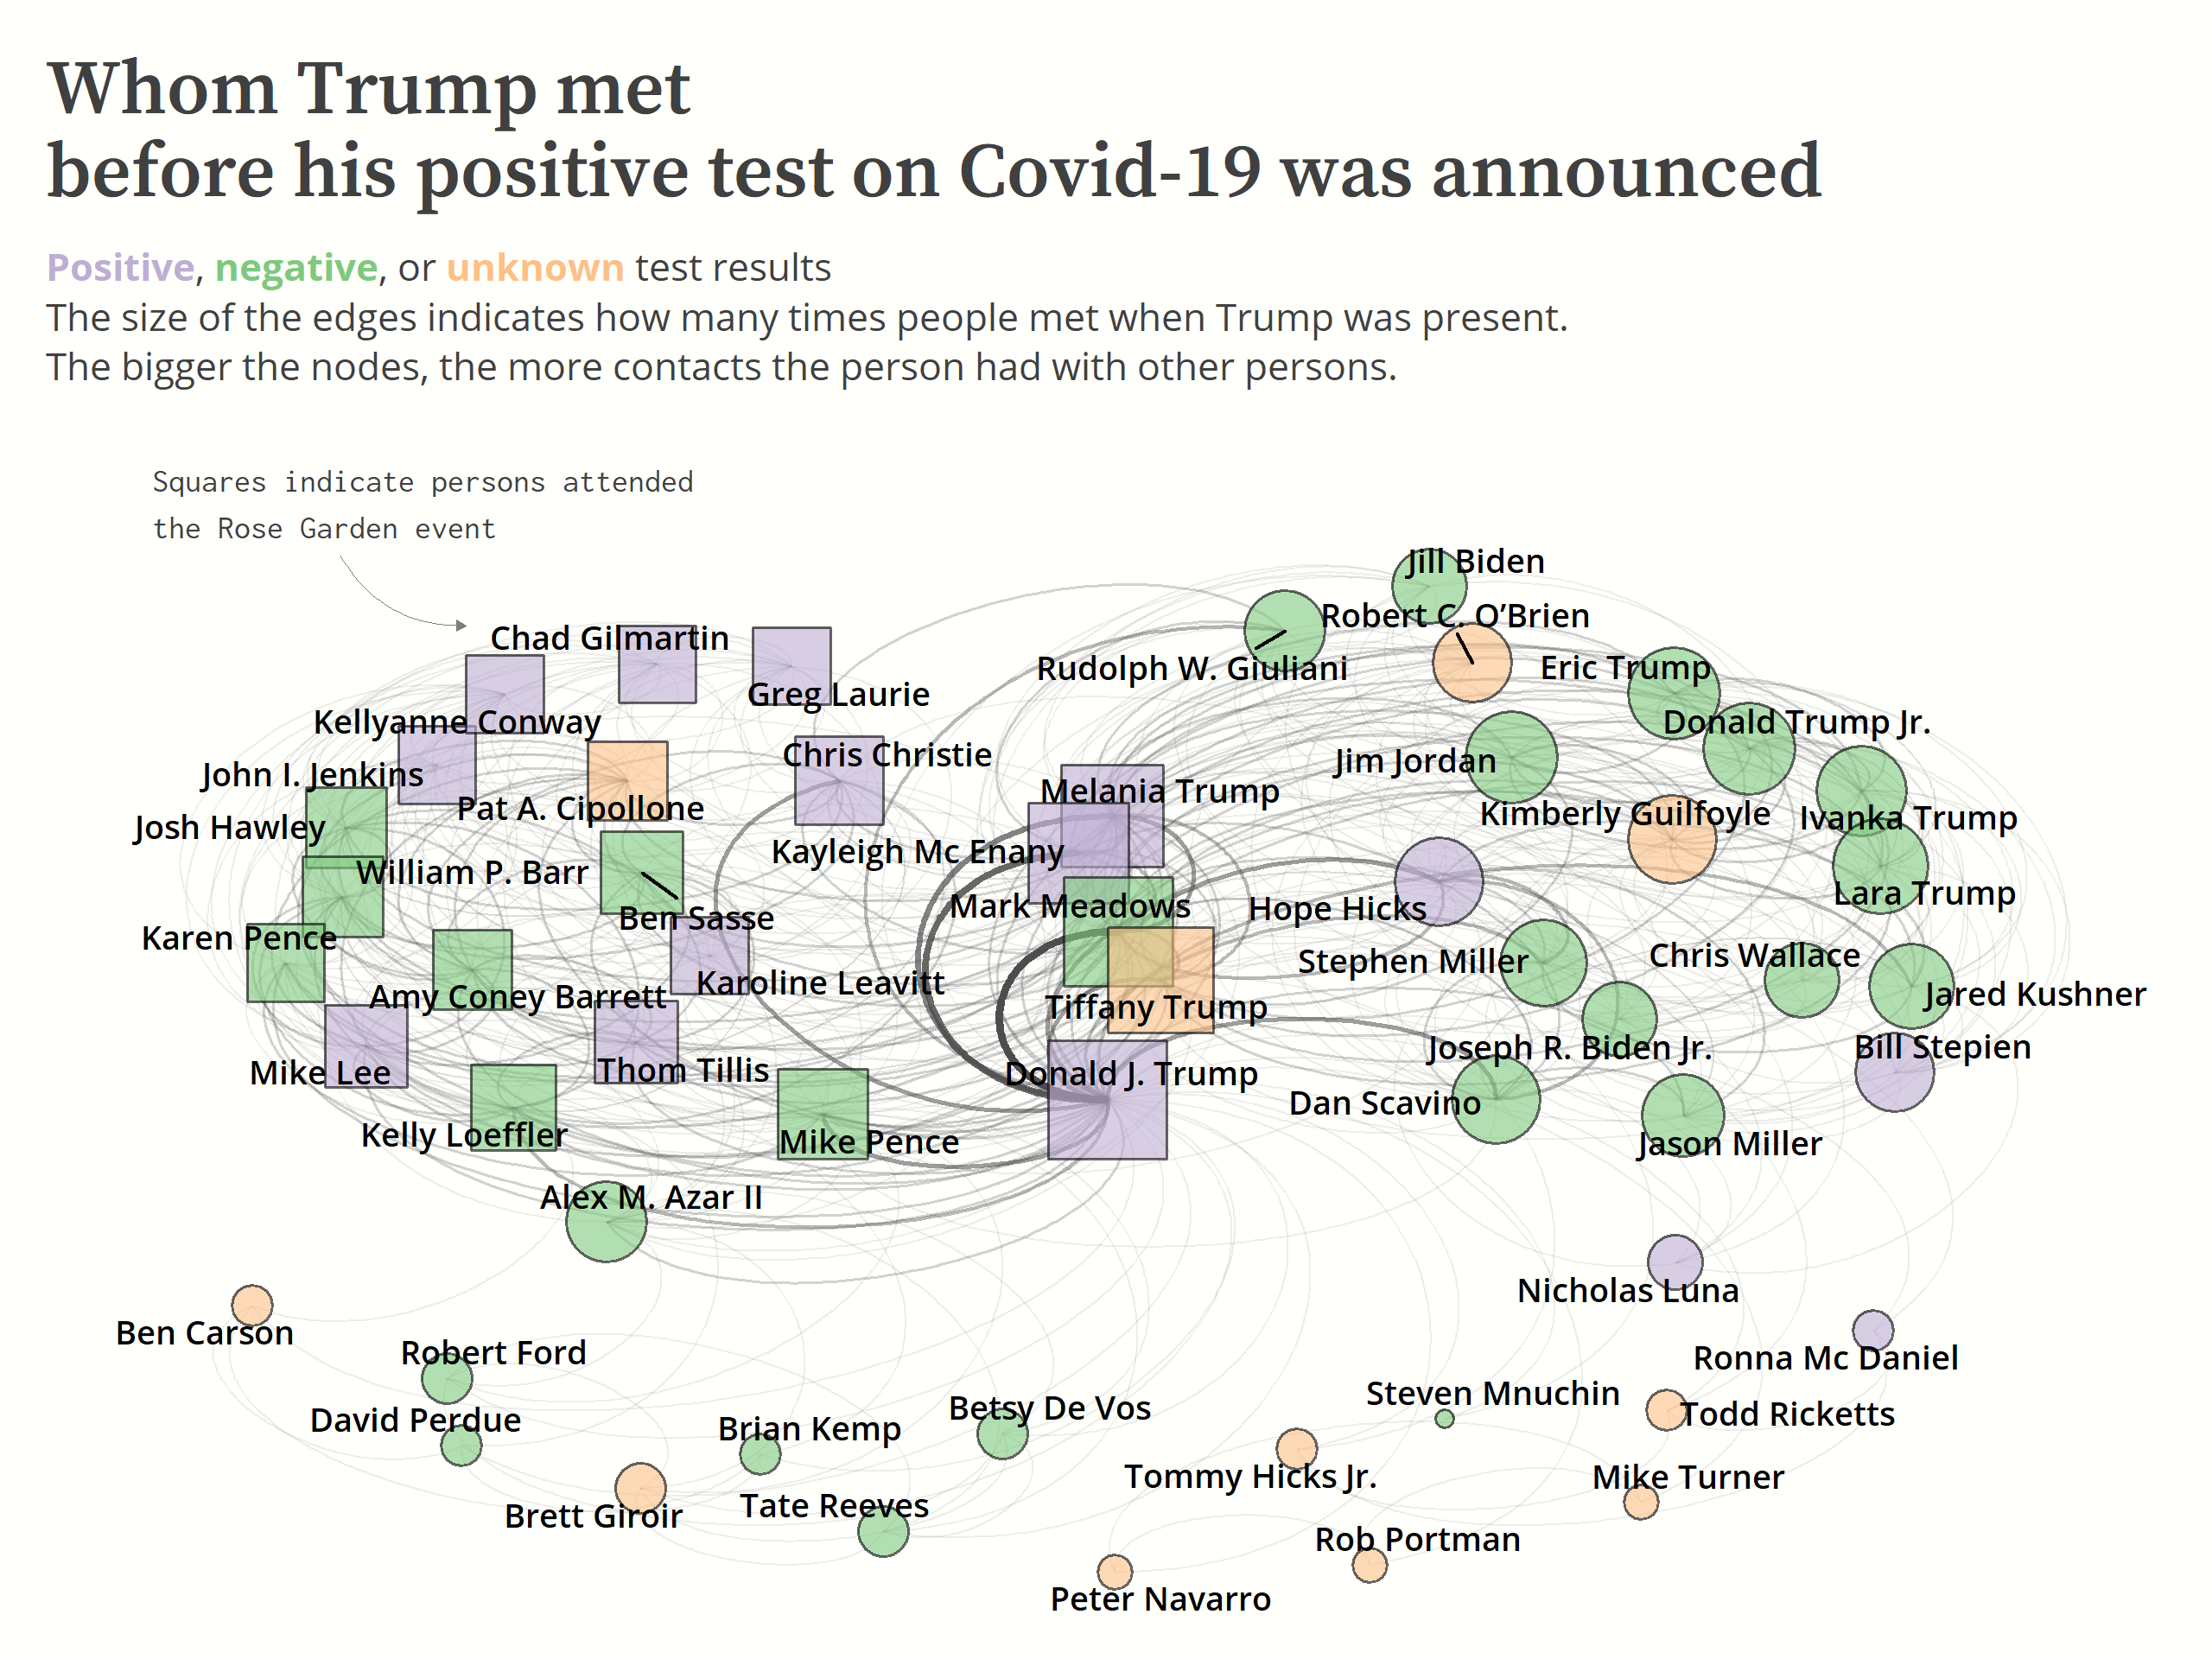 Whom Trump met
before his positive test on Covid-19 was announced
Positive, negative, or unknown test results
The size of the edges indicates how many times people met when Trump was present.
The bigger the nodes, the more contacts the person had with other persons.
Squares indicate persons attended
the Rose Garden event
Jill Biden
Robert C. O’Brien
Chad Gilmartin
Rudolph W. Giuliani
Eric Trump
Greg Laurie
Kellyanne Conway
Donald Trump Jr.
Chris Christie
Jim Jordan
John I. Jenkins
Melania Trump
Pat A. Cipollone
Kimberly Guilfoyle
Ivanka Trump
Josh Hawley
Kayleigh Mc Enany
William P. Barr
Lara Trump
Mark Meadows
Hope Hicks
Ben Sasse
Karen Pence
Chris Wallace
Stephen Miller
Karoline Leavitt
Amy Coney Barrett
Jared Kushner
Tiffany Trump
Joseph R. Biden Jr.
Bill Stepien
Thom Tillis
Mike Lee
Donald J. Trump
Dan Scavino
Kelly Loeffler
Mike Pence
Jason Miller
Alex M. Azar II
Nicholas Luna
Ben Carson
Robert Ford
Ronna Mc Daniel
Steven Mnuchin
Betsy De Vos
Todd Ricketts
David Perdue
Brian Kemp
Tommy Hicks Jr.
Mike Turner
Tate Reeves
Brett Giroir
Rob Portman
Peter Navarro